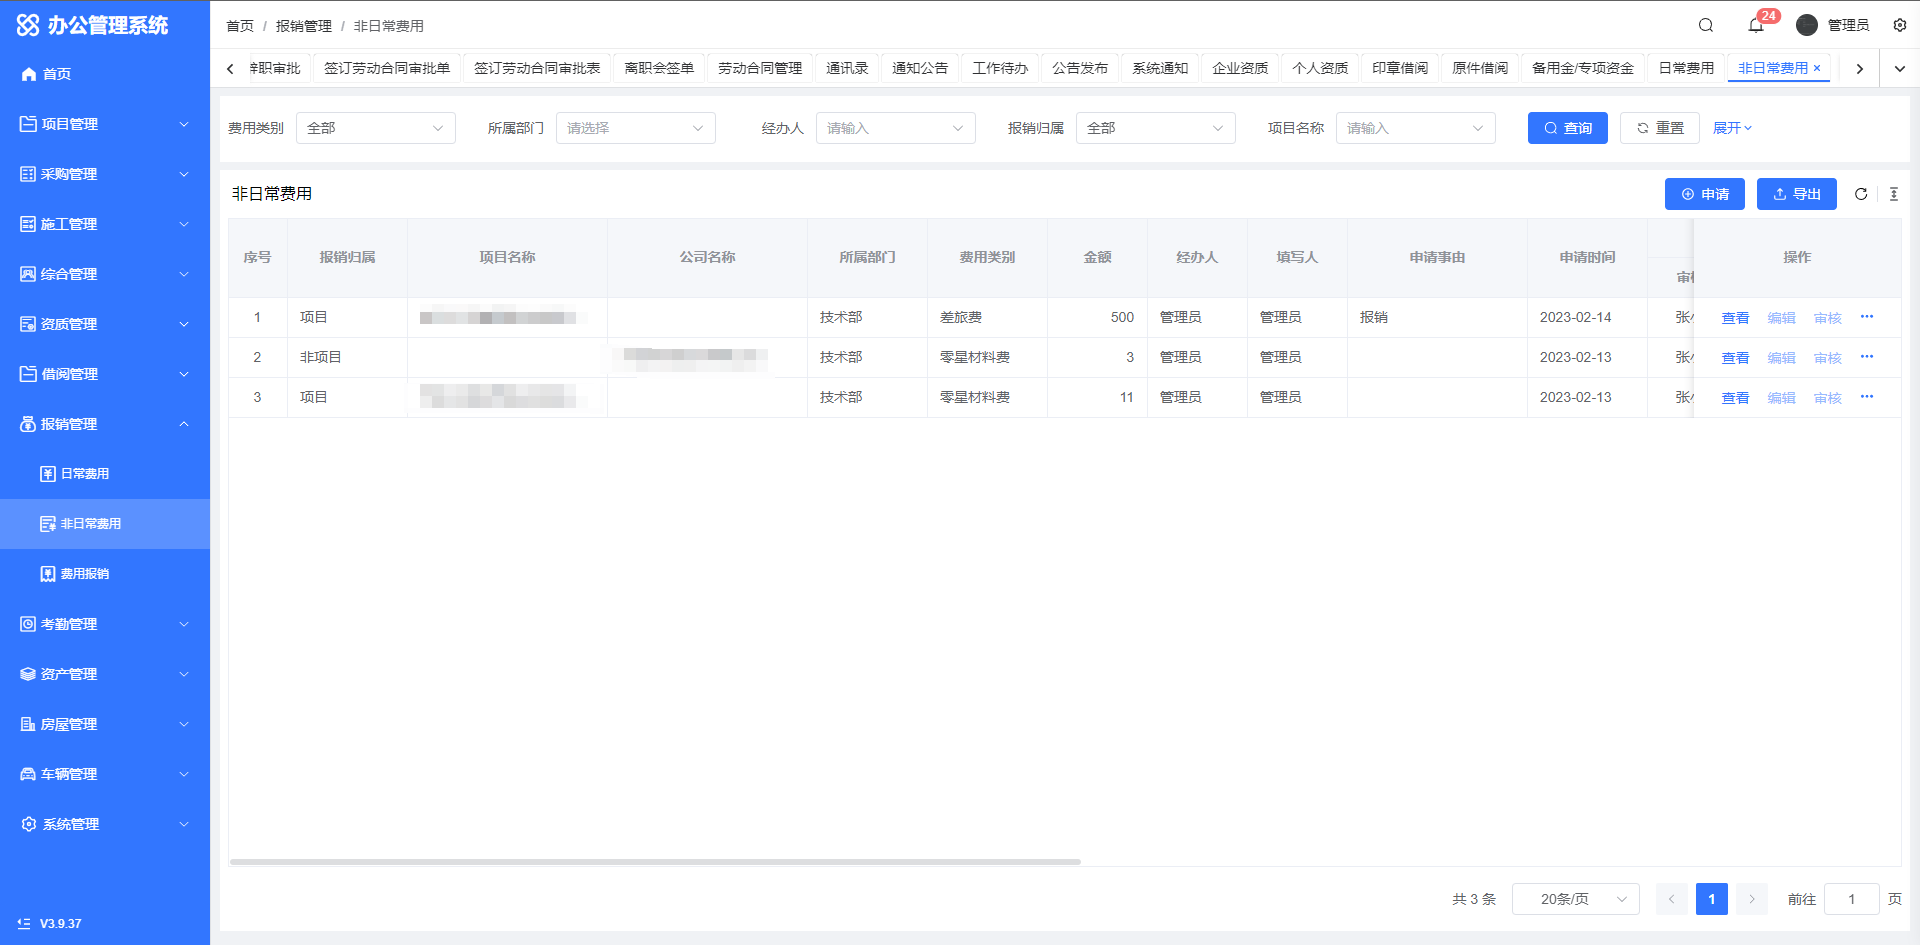 办公管理系统
首页
项目管理
采购管理
施工管理
综合管理
资质管理
借阅管理
报销管理
日常费用
非日常费用
费用报销
考勤管理
资产管理
房屋管理
车辆管理
系统管理
V3.9.37
首页 / 报销管理 / 非日常费用
24
管理员
职审批 签订劳动合同审批单 签订劳动合同审批表 离职会签单 劳动合同管理 通讯录 通知公告 工作待办 公告发布 系统通知 企业资质 个人资质 印章借阅 原件借阅 备用金/专项资金 日常费用 非日常费用 ×
费用类别 全部 所属部门 请选择 经办人 请输入 报销归属 全部 项目名称 请输入 查询 重置 展开
非日常费用 申请 导出
序号 报销归属 项目名称 公司名称 所属部门 费用类别 金额 经办人 填写人 申请事由 申请时间 操作
1 项目 技术部 差旅费 500 管理员 管理员 报销 2023-02-14 张 查看 编辑 审核 ···
2 非项目 技术部 零星材料费 3 管理员 管理员 2023-02-13 张 查看 编辑 审核 ···
3 项目 技术部 零星材料费 11 管理员 管理员 2023-02-13 张 查看 编辑 审核 ···
共 3 条 20条/页 1 前往 1 页